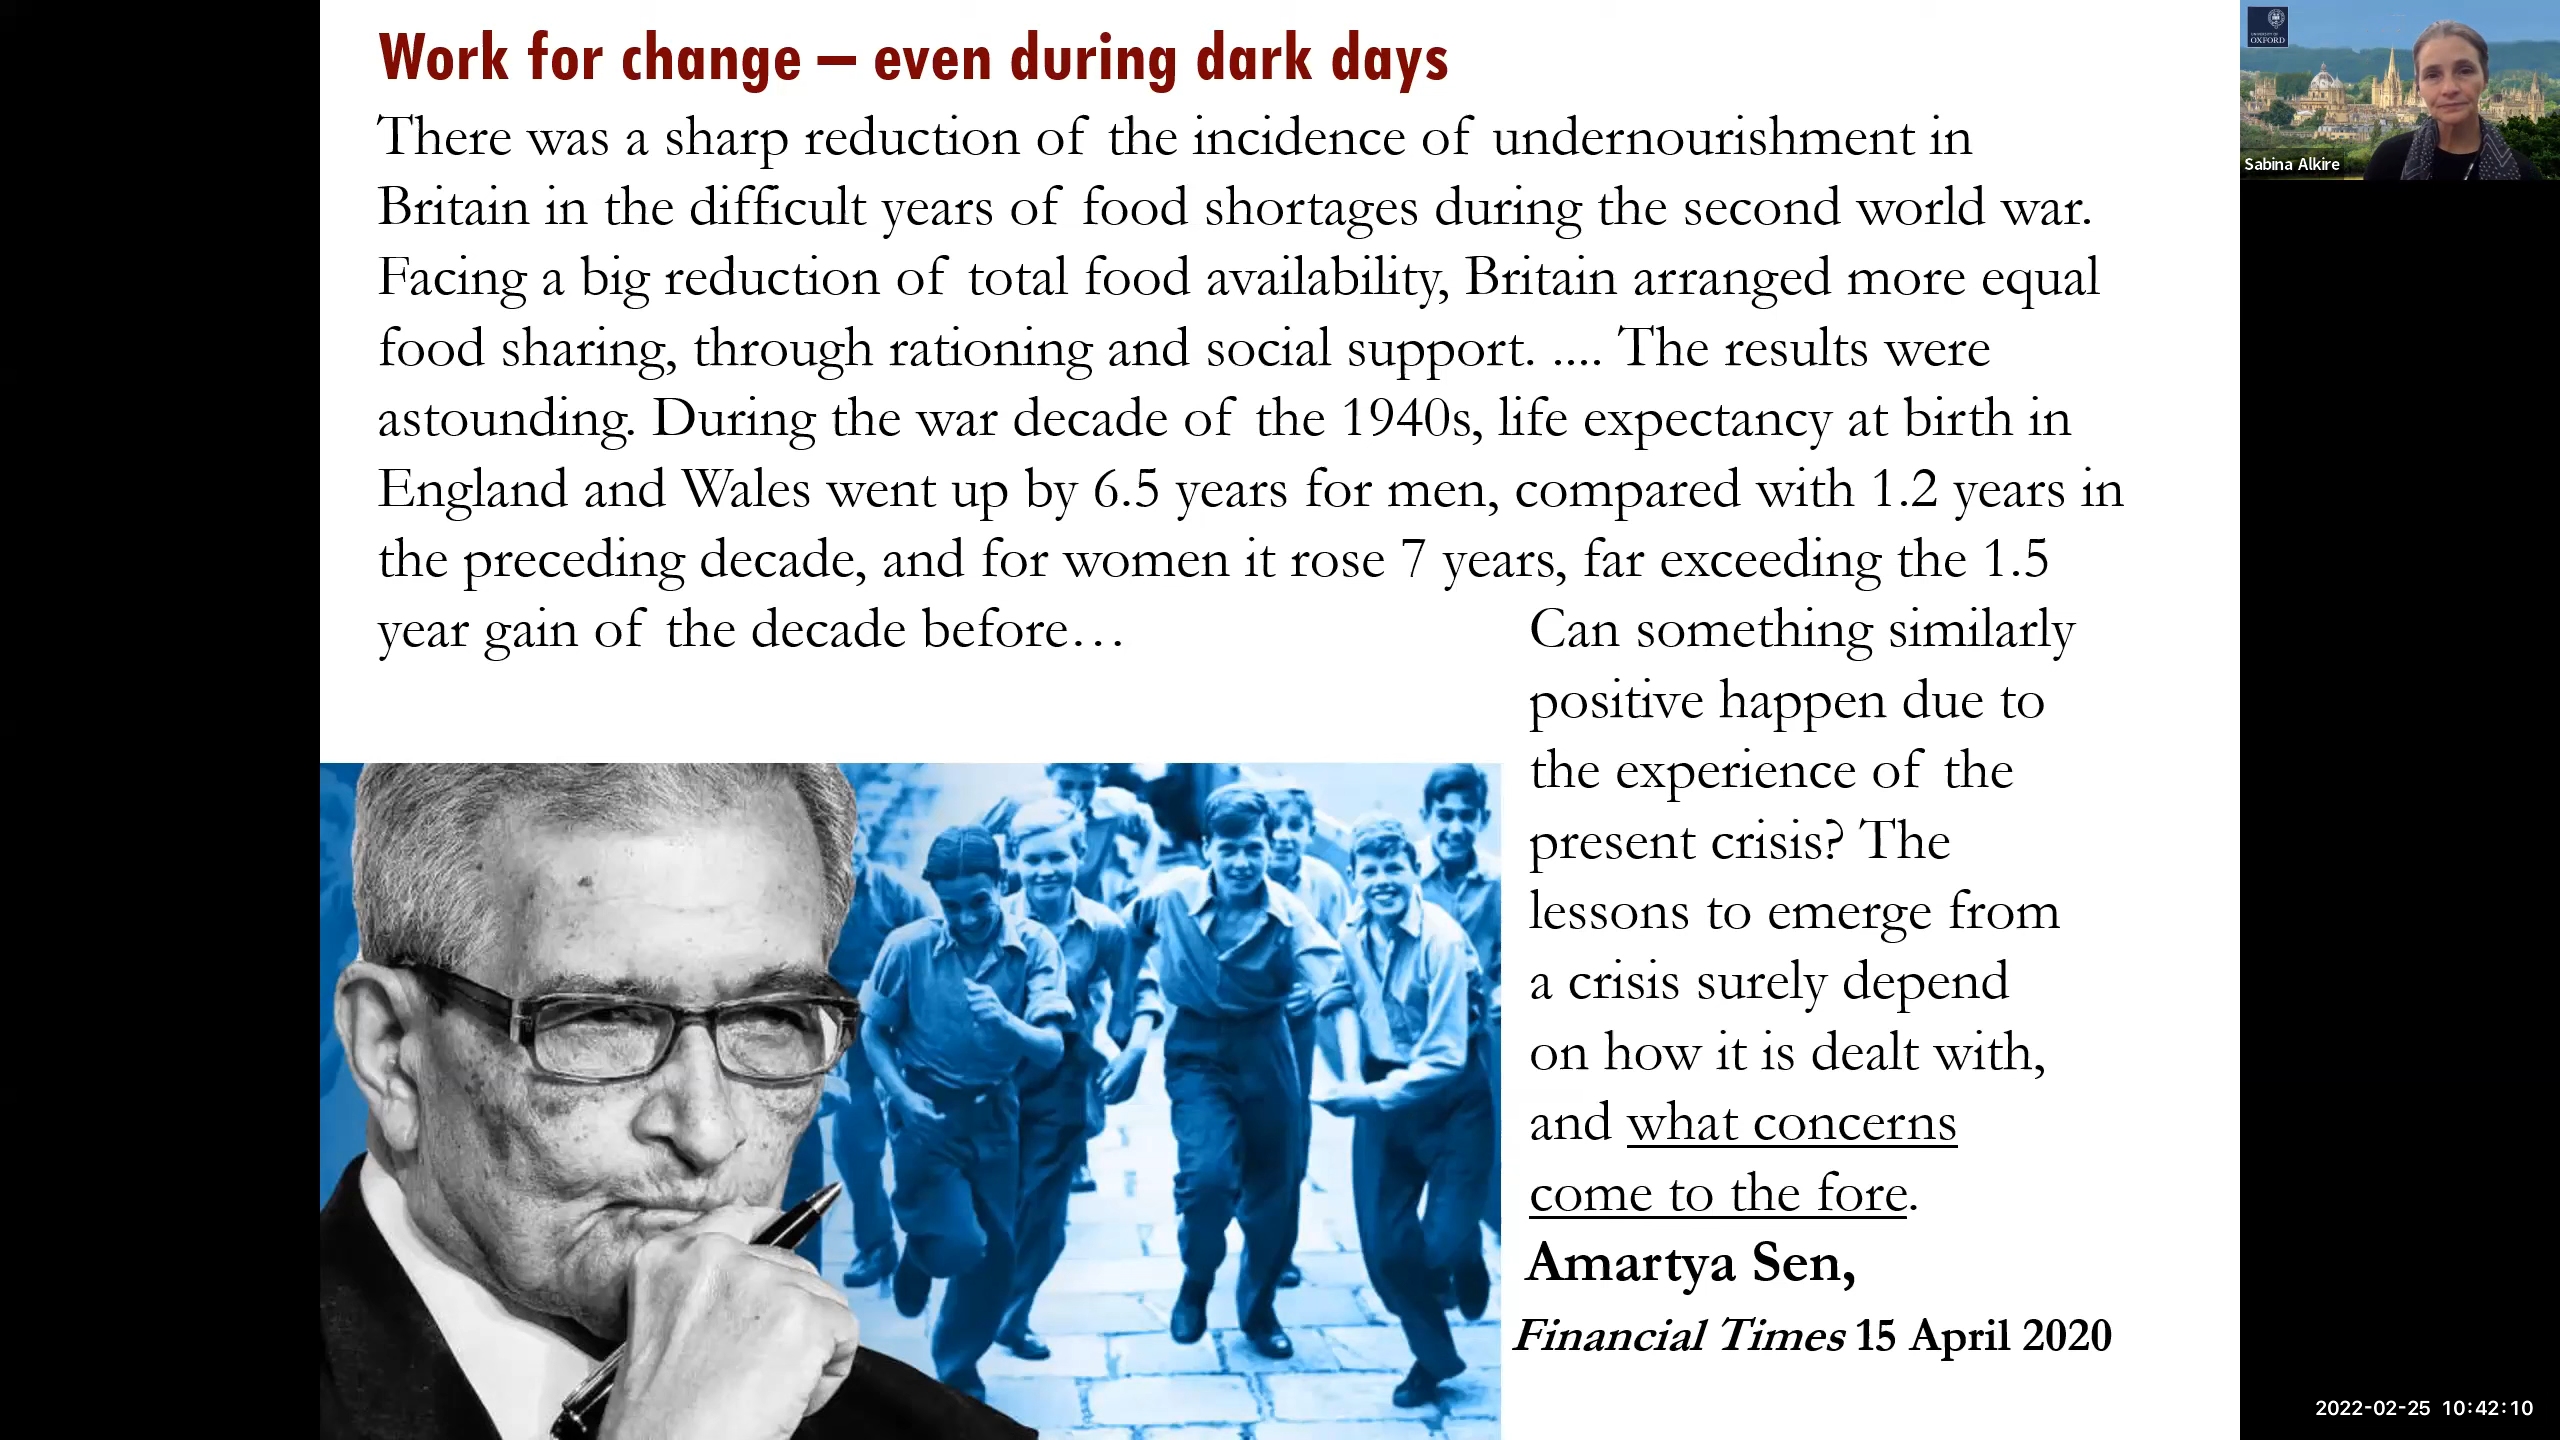 Work for change – even during dark days
There was a sharp reduction of the incidence of undernourishment in
Britain in the difficult years of food shortages during the second world war.
Facing a big reduction of total food availability, Britain arranged more equal
food sharing, through rationing and social support. .... The results were
astounding. During the war decade of the 1940s, life expectancy at birth in
England and Wales went up by 6.5 years for men, compared with 1.2 years in
the preceding decade, and for women it rose 7 years, far exceeding the 1.5
year gain of the decade before…
Can something similarly
positive happen due to
the experience of the
present crisis? The
lessons to emerge from
a crisis surely depend
on how it is dealt with,
and what concerns
come to the fore.
Amartya Sen,
Financial Times 15 April 2020
UNIVERSITY OF
OXFORD
Sabina Alkire
2022-02-25 10:42:10